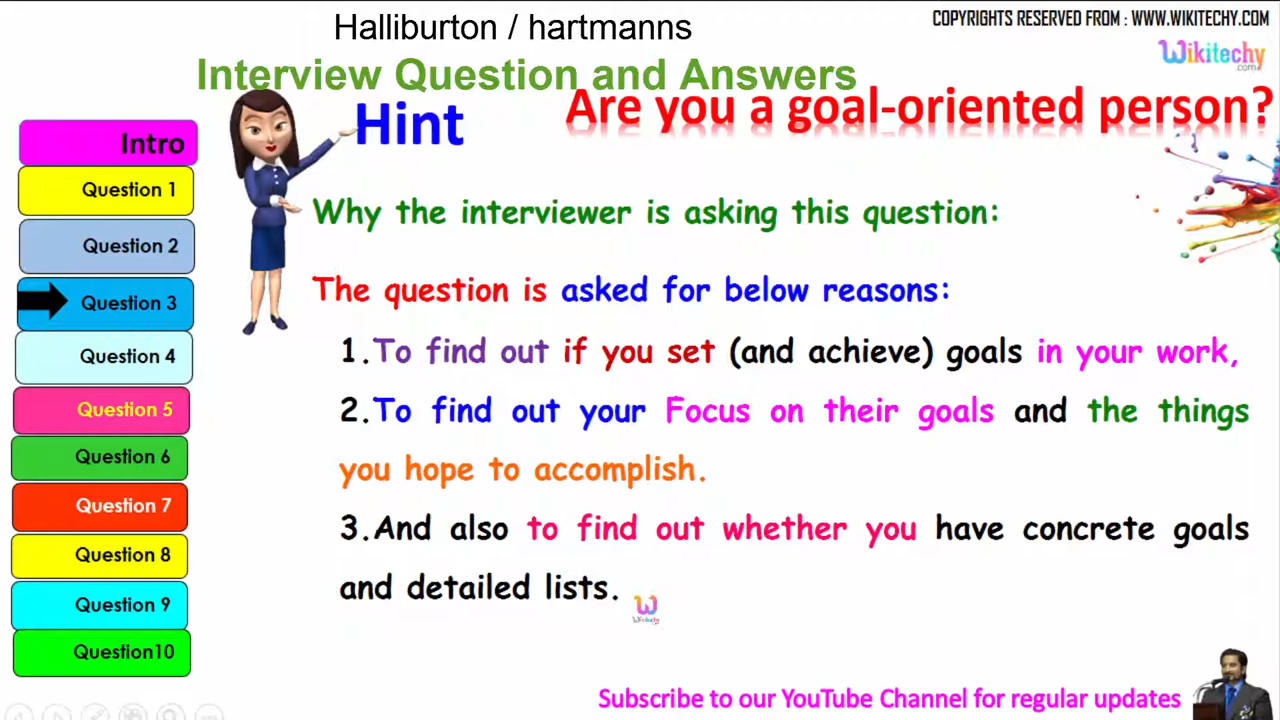 Halliburton / hartmanns
COPYRIGHTS RESERVED FROM : WWW.WIKITECHY.COM
Wikitechy
.com
Interview Question and Answers
Hint
Are you a goal-oriented person?
Intro
Question 1
Question 2
Question 3
Question 4
Question 5
Question 6
Question 7
Question 8
Question 9
Question10
Why the interviewer is asking this question:
The question is asked for below reasons:
1.To find out if you set (and achieve) goals in your work,
2.To find out your Focus on their goals and the things
you hope to accomplish.
3.And also to find out whether you have concrete goals
and detailed lists.
W
Wikitechy
Subscribe to our YouTube Channel for regular updates